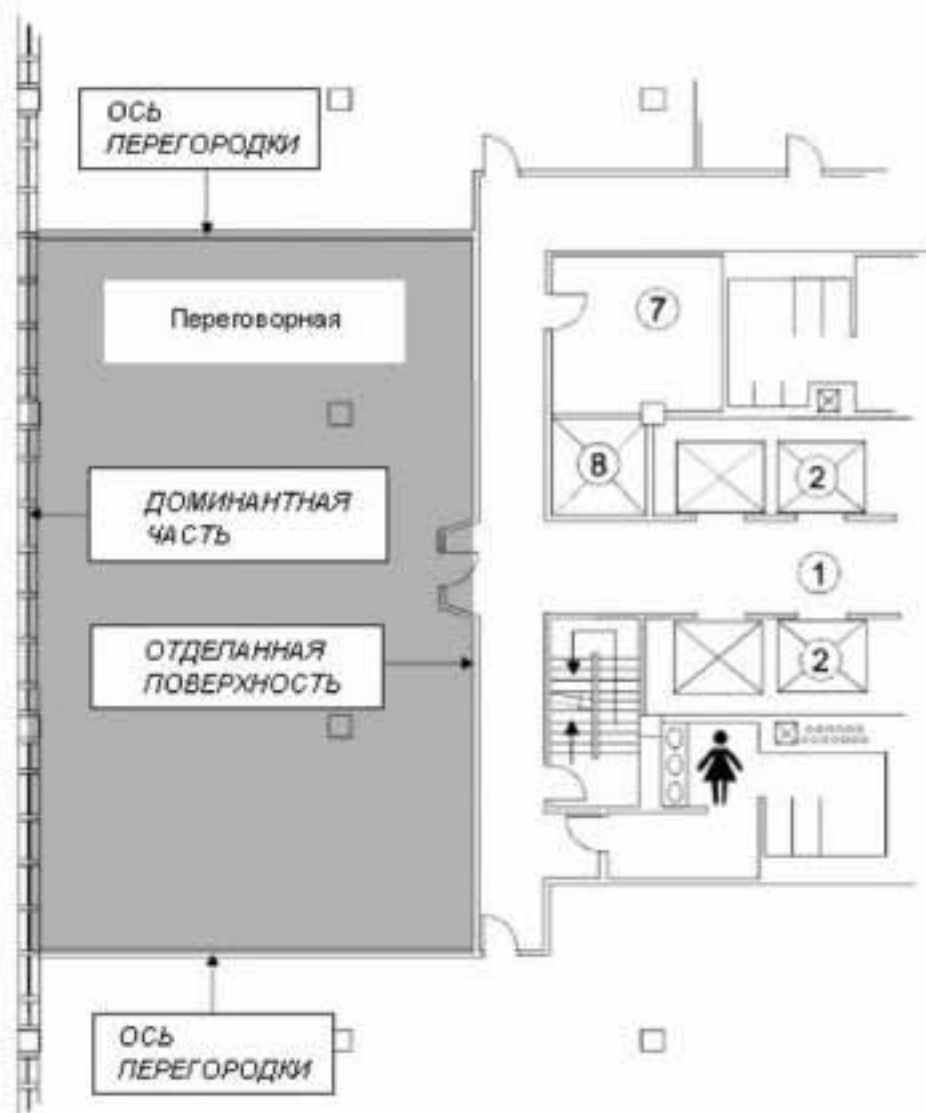 ОСЬ
ПЕРЕГОРОДКИ
Переговорная
7
ДОМИНАНТНАЯ
ЧАСТЬ
8
2
1
ОТДЕЛАННАЯ
ПОВЕРХНОСТЬ
2
ОСЬ
ПЕРЕГОРОДКИ